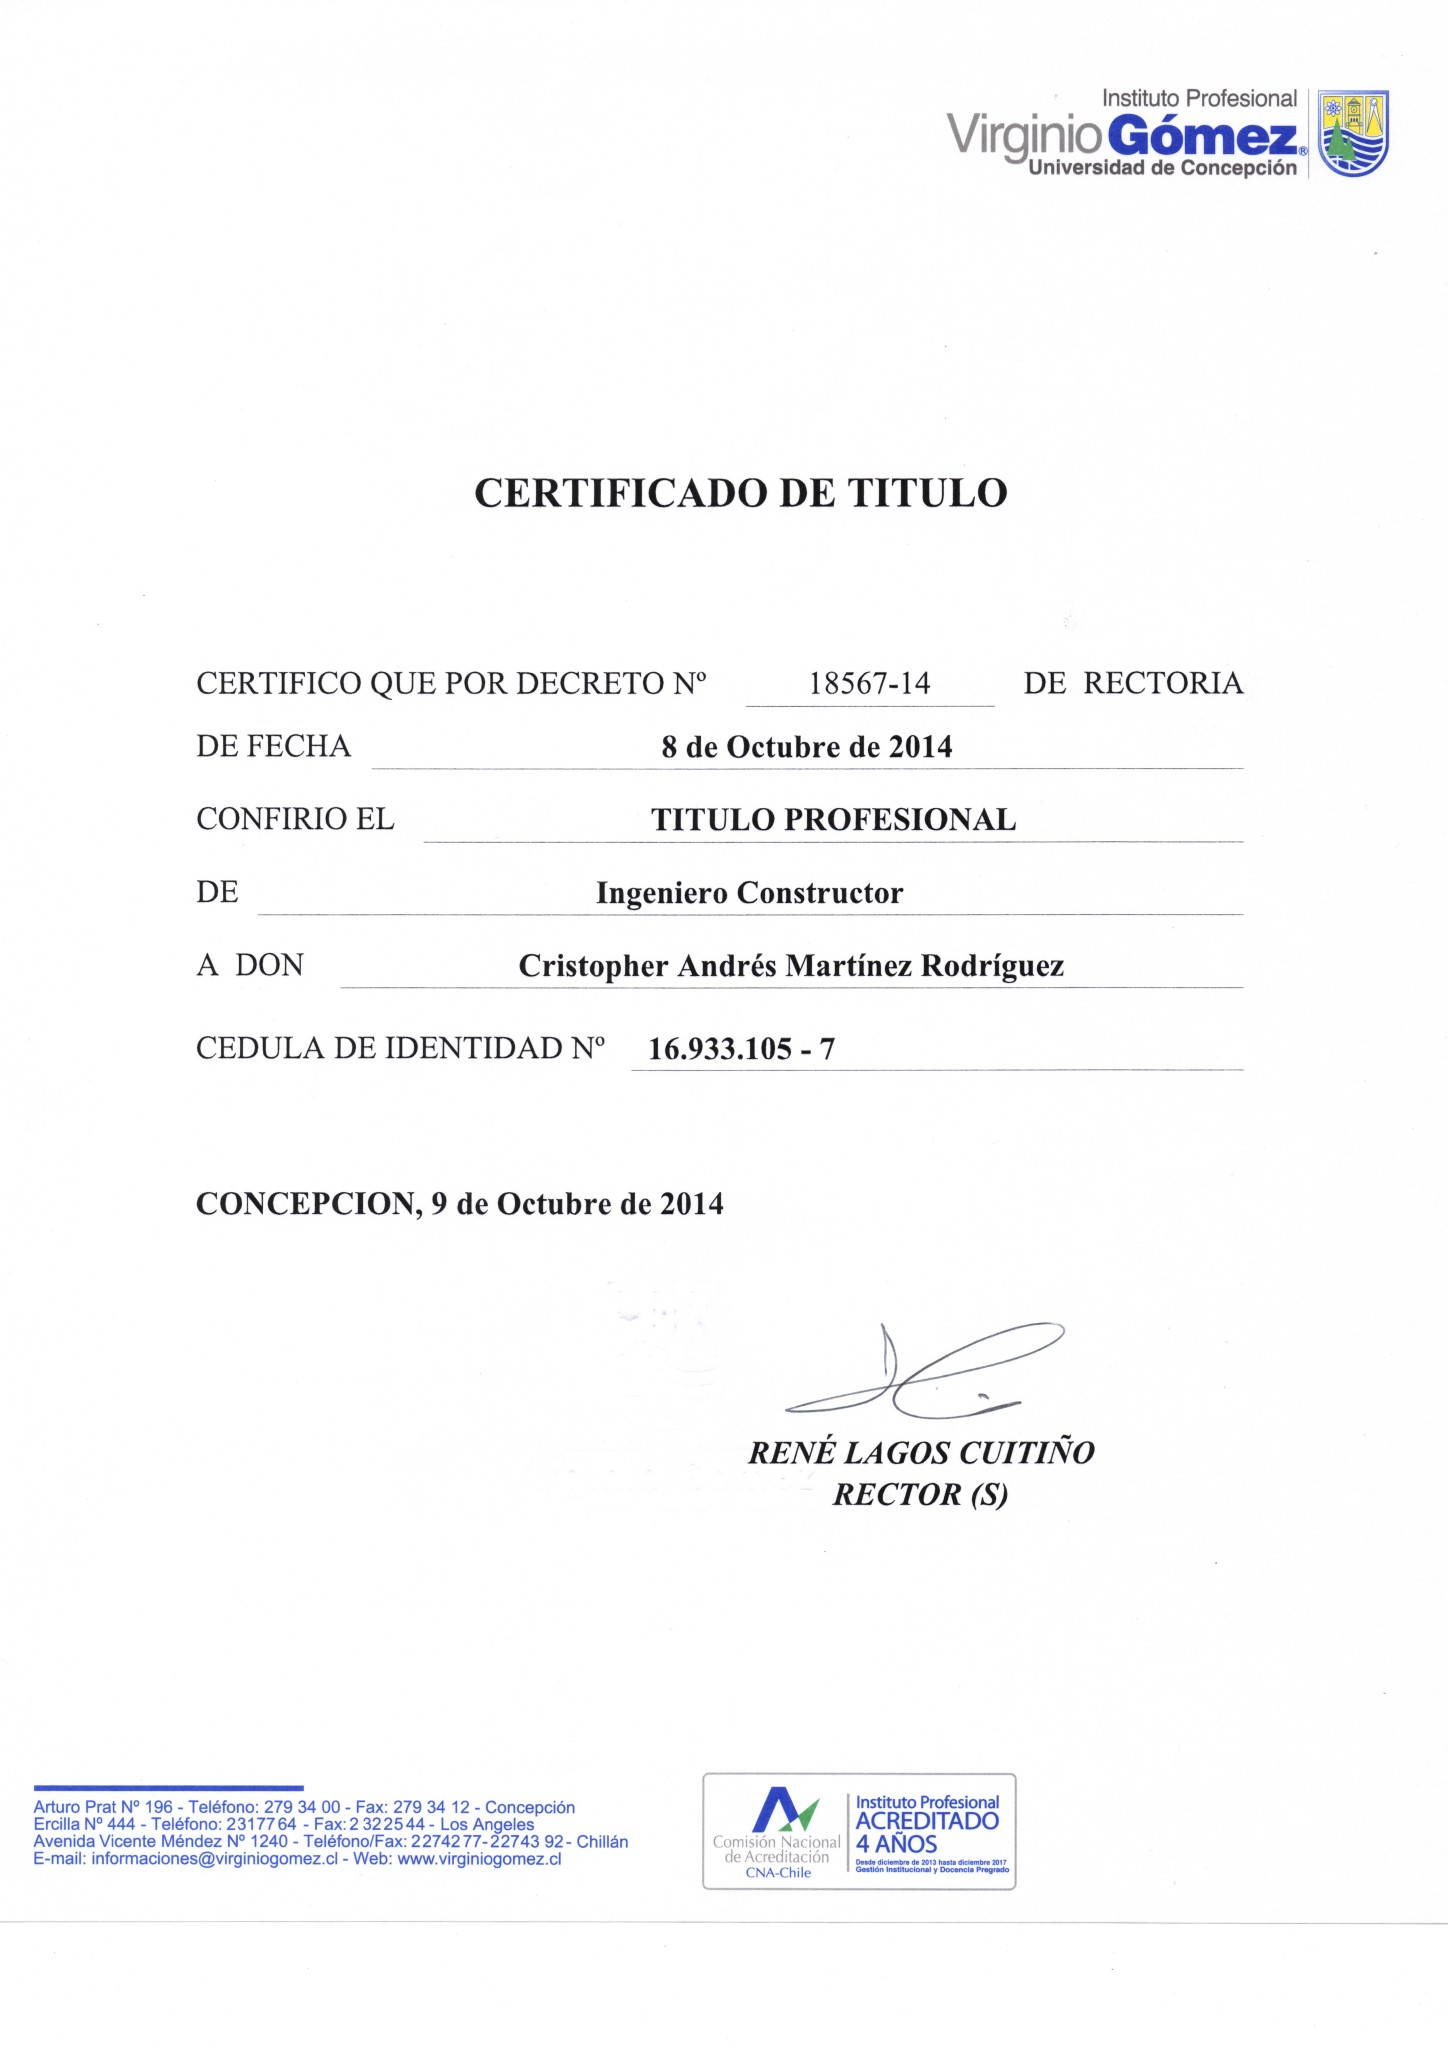 Instituto Profesional
Virginio Gómez®
Universidad de Concepción
CERTIFICADO DE TITULO
CERTIFICO QUE POR DECRETO Nº 18567-14 DE RECTORIA
DE FECHA 8 de Octubre de 2014
CONFIRIO EL TITULO PROFESIONAL
DE Ingeniero Constructor
A DON Cristopher Andrés Martínez Rodríguez
CEDULA DE IDENTIDAD Nº 16.933.105 - 7
CONCEPCION, 9 de Octubre de 2014
RENÉ LAGOS CUITIÑO
RECTOR (S)
Arturo Prat Nº 196 - Teléfono: 279 34 00 - Fax: 279 34 12 - Concepción
Ercilla Nº 444 - Teléfono: 2317764 - Fax: 2322544 - Los Angeles
Avenida Vicente Méndez Nº 1240 - Teléfono/Fax: 2274277-22743 92- Chillán
E-mail: informaciones@virginiogomez.cl - Web: www.virginiogomez.cl
Comisión Nacional
de Acreditación
CNA-Chile
Instituto Profesional
ACREDITADO
4 AÑOS
Desde diciembre de 2013 hasta diciembre 2017
Gestión Institucional y Docencia Pregrado